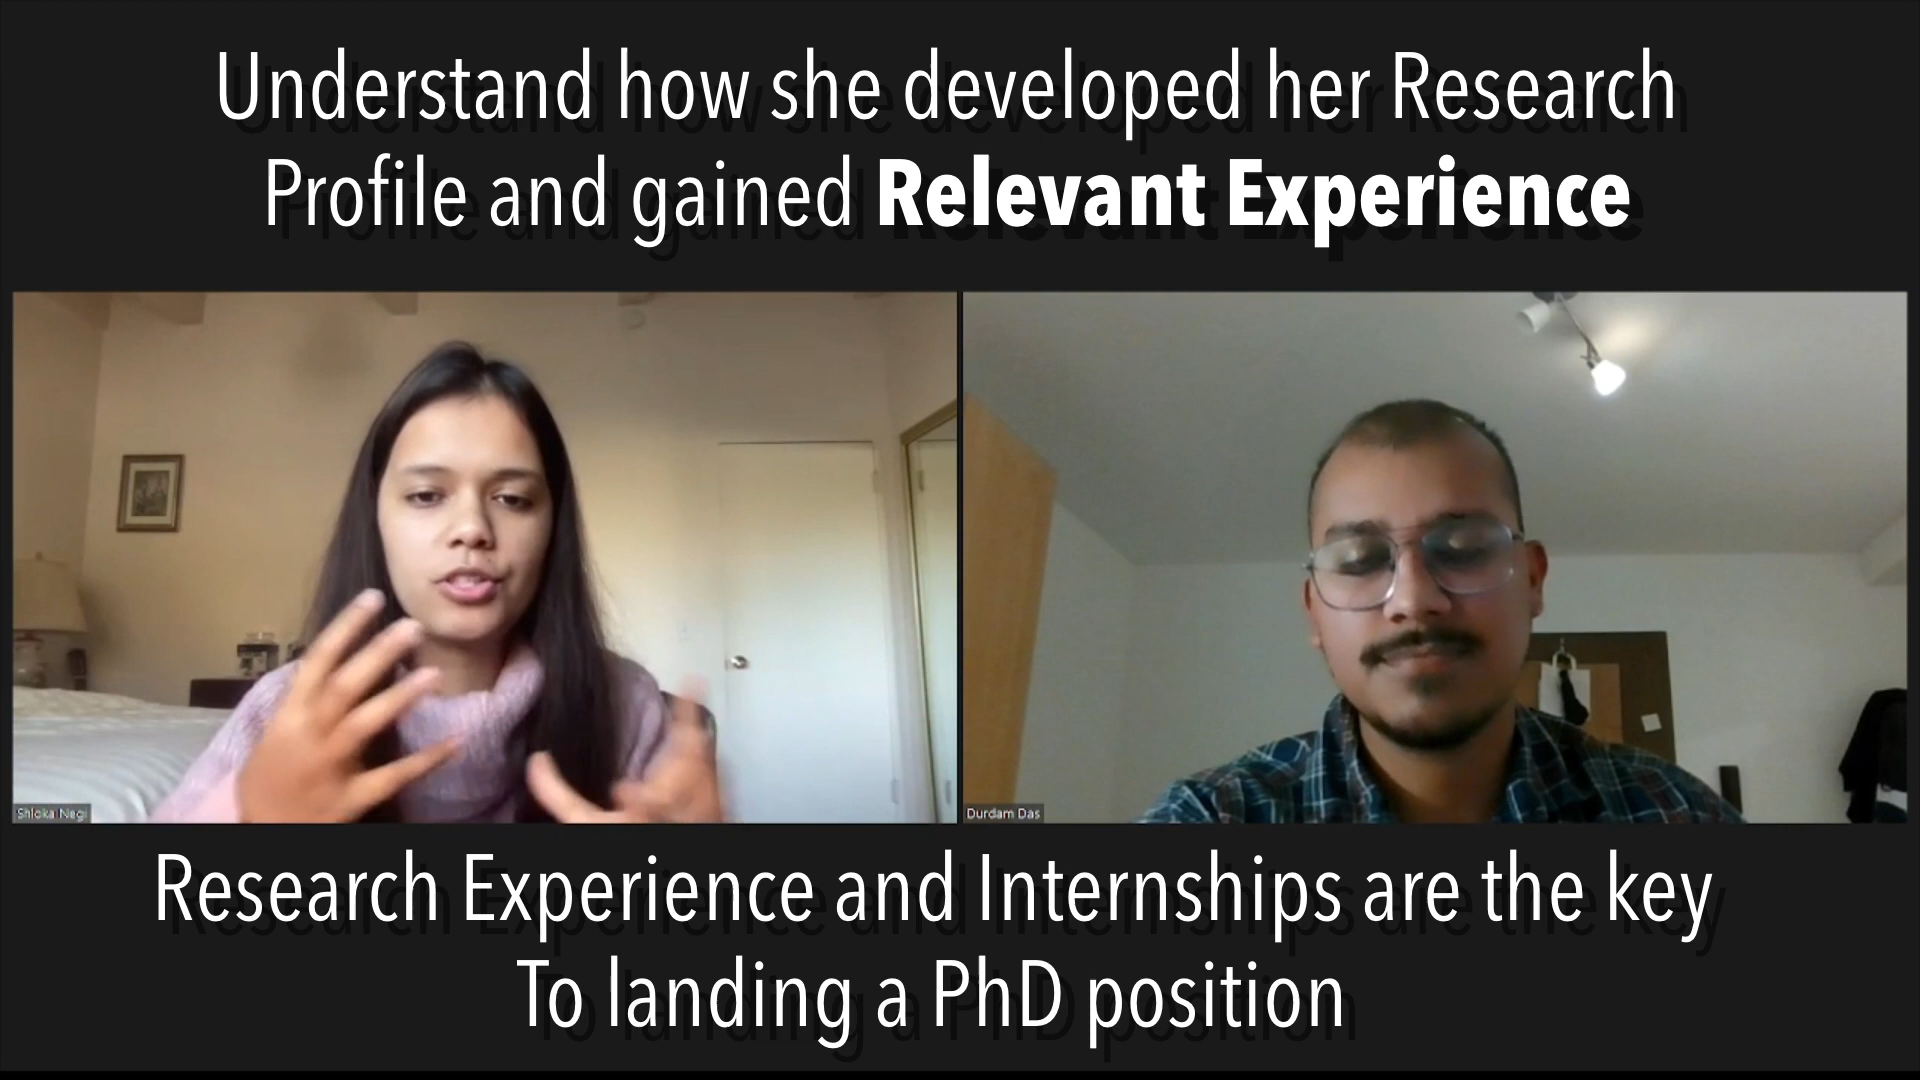 Understand how she developed her Research
Profile and gained Relevant Experience
Shloka Negi
Durdam Das
Research Experience and Internships are the key
To landing a PhD position